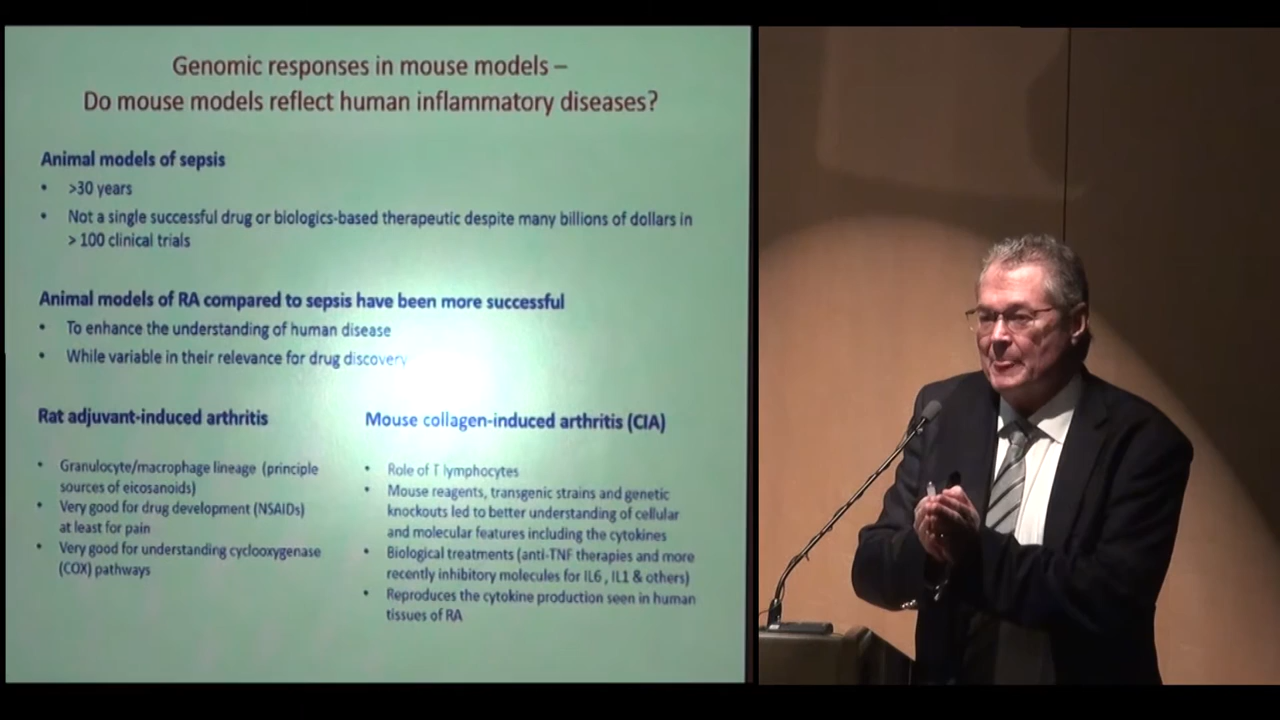 Genomic responses in mouse models –
Do mouse models reflect human inflammatory diseases?
Animal models of sepsis
• >30 years
• Not a single successful drug or biologics-based therapeutic despite many billions of dollars in
> 100 clinical trials
Animal models of RA compared to sepsis have been more successful
• To enhance the understanding of human disease
• While variable in their relevance for drug discovery
Rat adjuvant-induced arthritis
• Granulocyte/macrophage lineage (principle
sources of eicosanoids)
• Very good for drug development (NSAIDs)
at least for pain
• Very good for understanding cyclooxygenase
(COX) pathways
Mouse collagen-induced arthritis (CIA)
• Role of T lymphocytes
• Mouse reagents, transgenic strains and genetic
knockouts led to better understanding of cellular
and molecular features including the cytokines
• Biological treatments (anti-TNF therapies and more
recently inhibitory molecules for IL6 , IL1 & others)
• Reproduces the cytokine production seen in human
tissues of RA